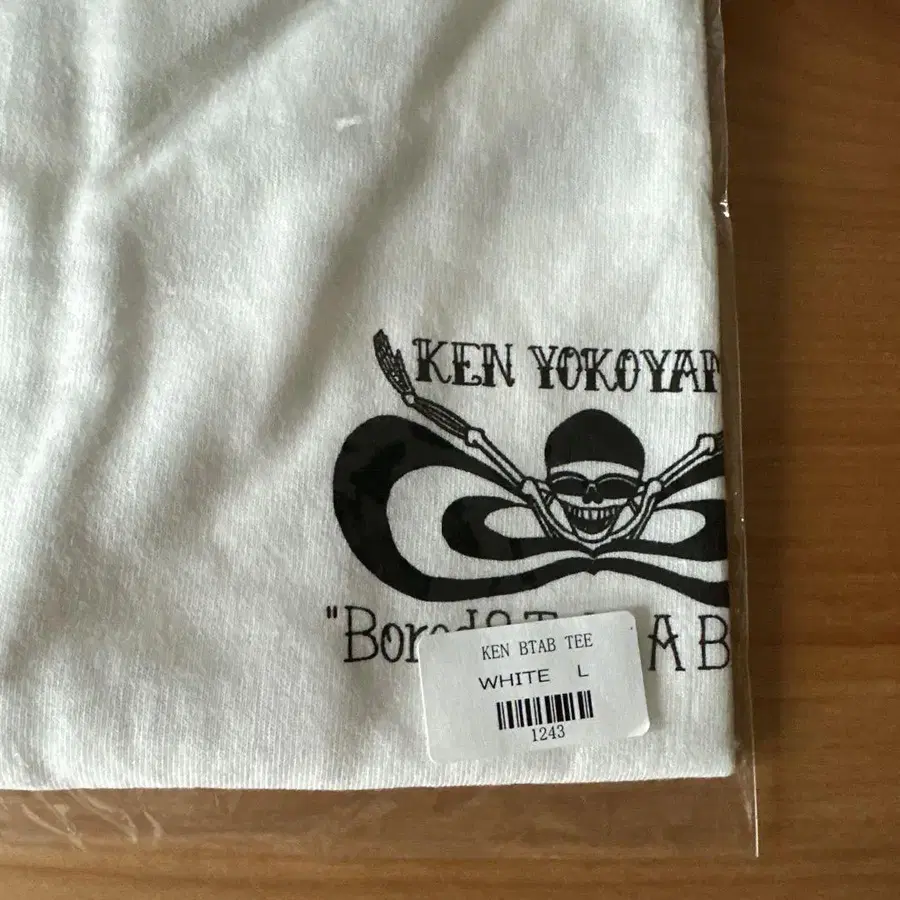 KEN YOKOYAM
"Bored? T A B
KEN BTAB TEE
WHITE L
1243